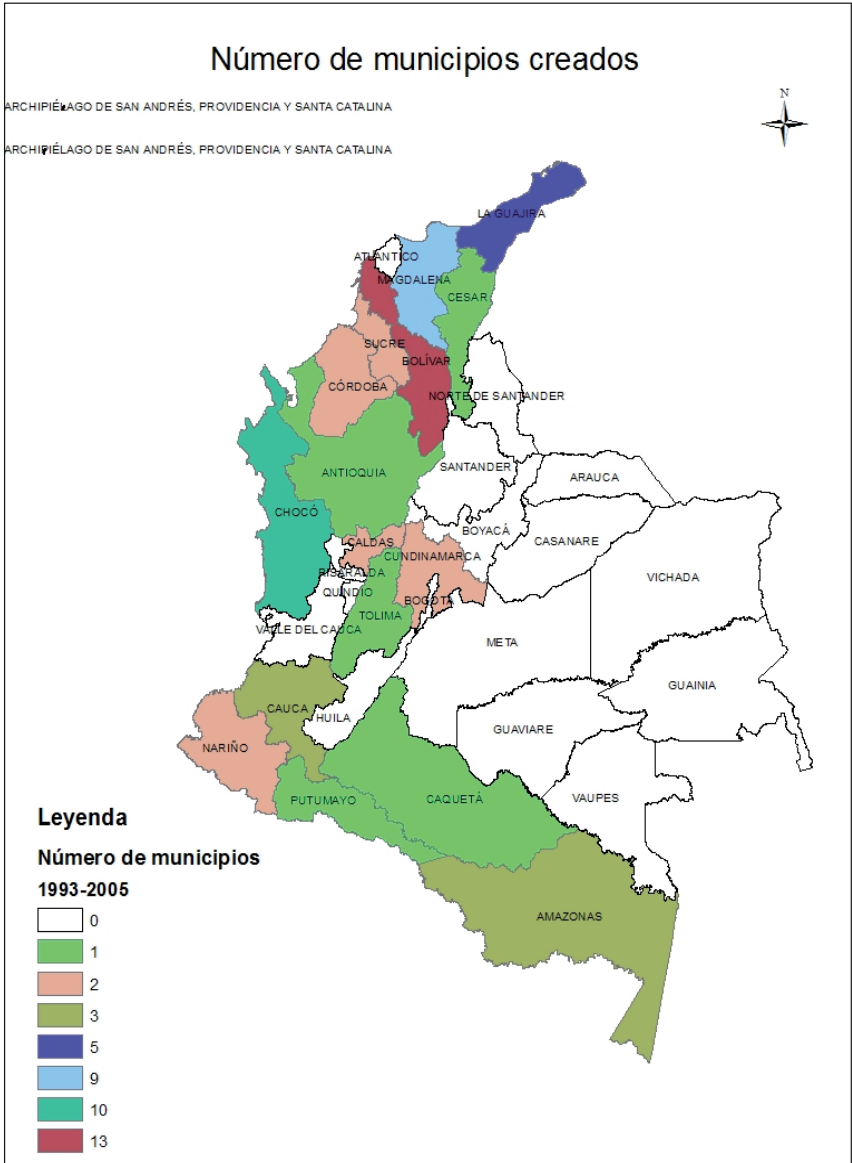 Número de municipios creados
ARCHIPIÉLAGO DE SAN ANDRÉS, PROVIDENCIA Y SANTA CATALINA
N
ARCHIPIÉLAGO DE SAN ANDRÉS, PROVIDENCIA Y SANTA CATALINA
LA GUAJIRA
ATLÁNTICO
MAGDALENA
CESAR
SUCRE
BOLÍVAR
CÓRDOBA
NORTE DE SANTANDER
SANTANDER
ANTIOQUIA
ARAUCA
CHOCÓ
BOYACÁ
CASANARE
CALDAS
CUNDINAMARCA
RISARALDA
VICHADA
QUINDIO
BOGOTÁ
TOLIMA
VALLE DEL CAUCA
META
GUAINIA
CAUCA
HUILA
GUAVIARE
NARIÑO
PUTUMAYO
CAQUETÁ
VAUPES
AMAZONAS
Leyenda
Número de municipios
1993-2005
0
1
2
3
5
9
10
13